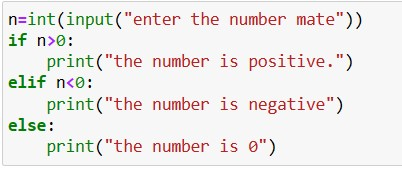 n=int(input("enter the number mate"))
if n>0:
    print("the number is positive.")
elif n<0:
    print("the number is negative")
else:
    print("the number is 0")